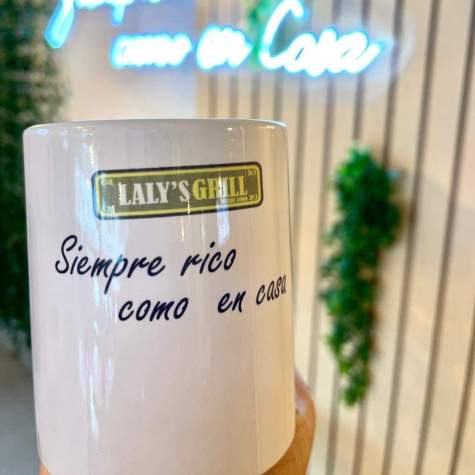 como en Casa
LALY'S GRILL
Siempre rico
como en casa